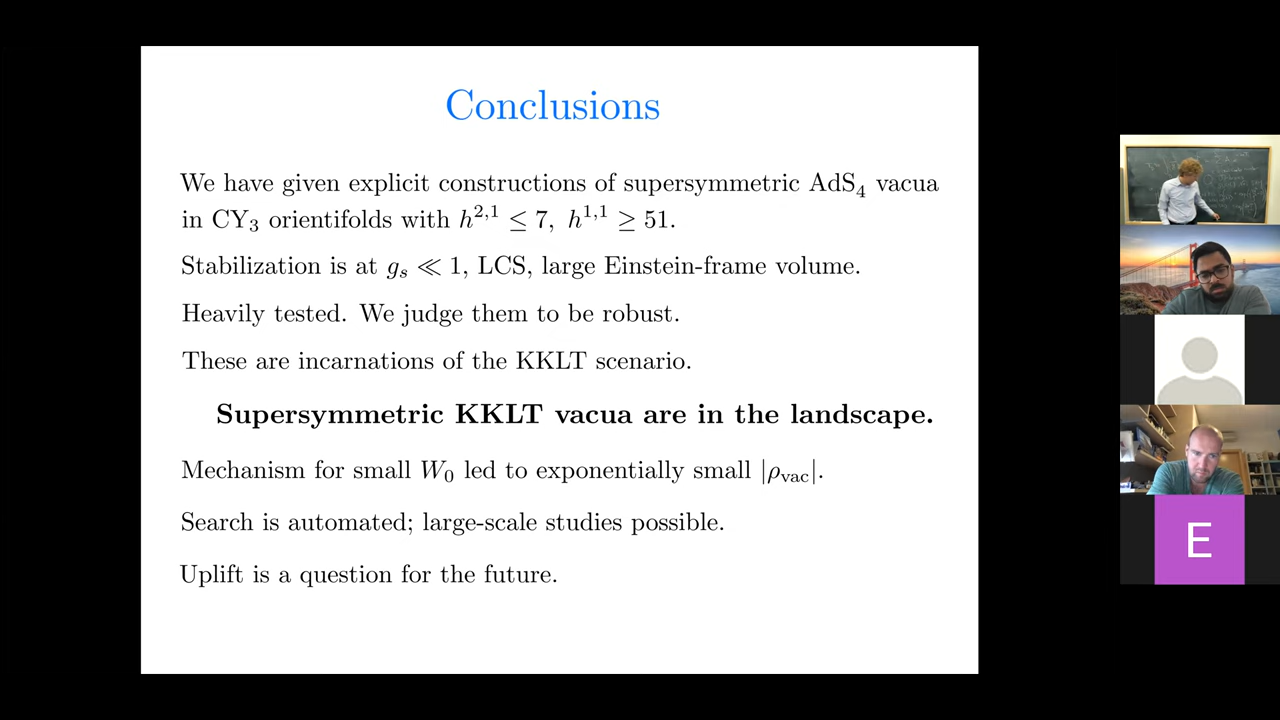 Conclusions
We have given explicit constructions of supersymmetric AdS₄ vacua
in CY₃ orientifolds with h²,¹ ≤ 7, h¹,¹ ≥ 51.
Stabilization is at gₛ ≪ 1, LCS, large Einstein-frame volume.
Heavily tested. We judge them to be robust.
These are incarnations of the KKLT scenario.
Supersymmetric KKLT vacua are in the landscape.
Mechanism for small W₀ led to exponentially small |ρ_vac|.
Search is automated; large-scale studies possible.
Uplift is a question for the future.
E